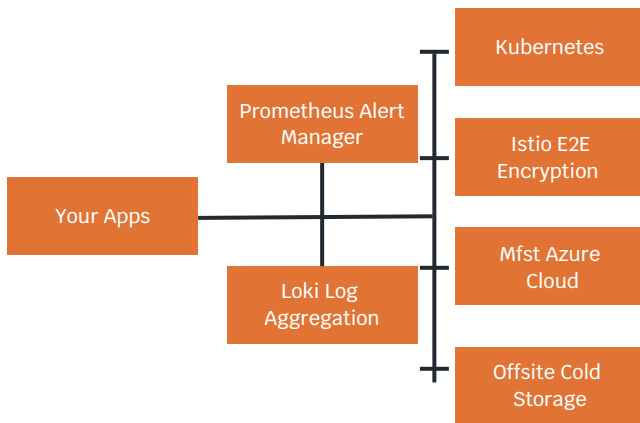 Kubernetes
Prometheus Alert
Manager
Istio E2E
Encryption
Your Apps
Mfst Azure
Cloud
Loki Log
Aggregation
Offsite Cold
Storage